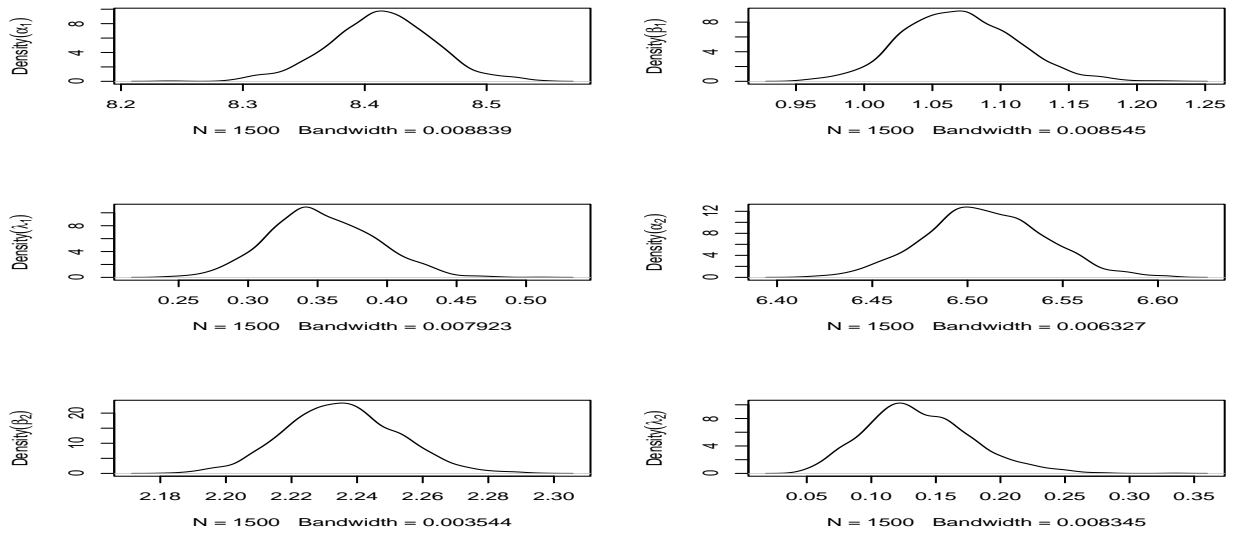 Density(α₁)
0 4 8
8.2 8.3 8.4 8.5
N = 1500 Bandwidth = 0.008839
Density(β₁)
0 4 8
0.95 1.00 1.05 1.10 1.15 1.20 1.25
N = 1500 Bandwidth = 0.008545
Density(λ₁)
0 4 8
0.25 0.30 0.35 0.40 0.45 0.50
N = 1500 Bandwidth = 0.007923
Density(α₂)
0 4 8 12
6.40 6.45 6.50 6.55 6.60
N = 1500 Bandwidth = 0.006327
Density(β₂)
0 10 20
2.18 2.20 2.22 2.24 2.26 2.28 2.30
N = 1500 Bandwidth = 0.003544
Density(λ₂)
0 4 8
0.05 0.10 0.15 0.20 0.25 0.30 0.35
N = 1500 Bandwidth = 0.008345